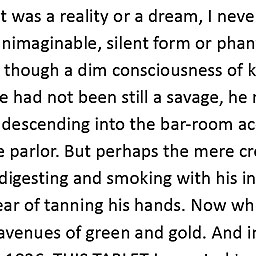 t was a reality or a dream, I neve
nimaginable, silent form or phan
though a dim consciousness of k
e had not been still a savage, he
descending into the bar-room ac
e parlor. But perhaps the mere cr
digesting and smoking with his in
ear of tanning his hands. Now wh
avenues of green and gold. And i